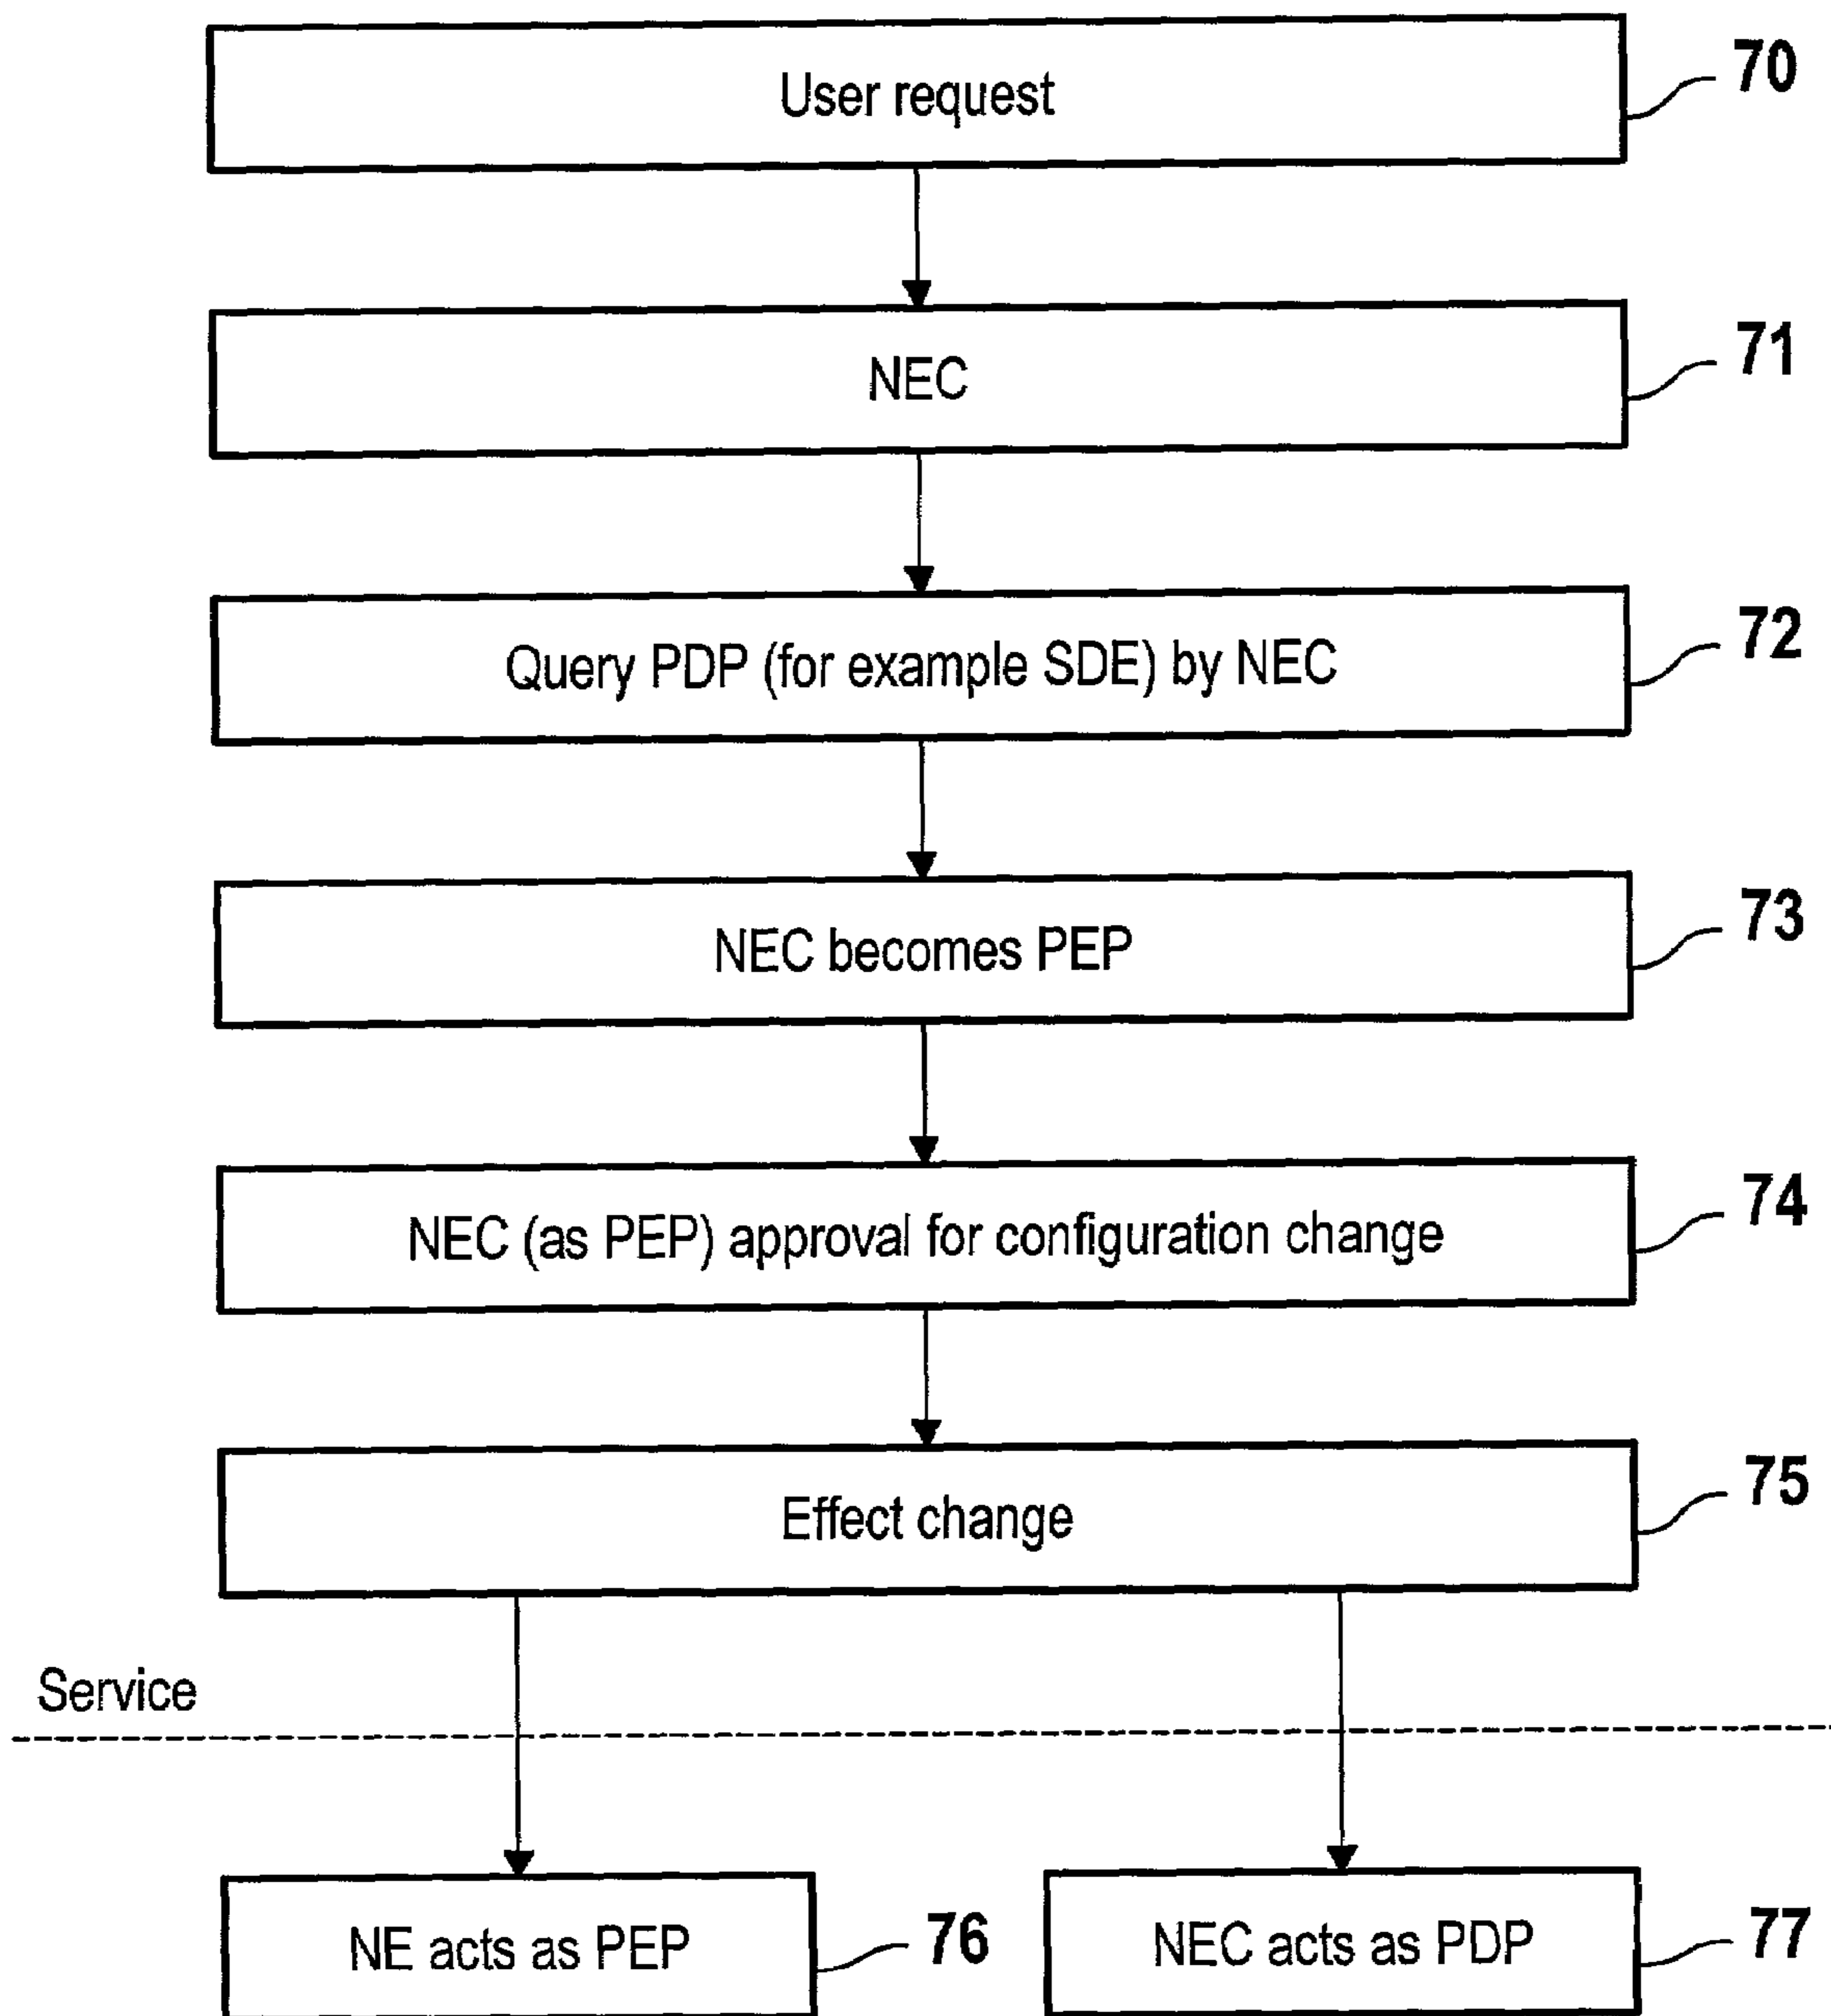 User request
70
NEC
71
Query PDP (for example SDE) by NEC
72
NEC becomes PEP
73
NEC (as PEP) approval for configuration change
74
Effect change
75
Service
NE acts as PEP
76
NEC acts as PDP
77